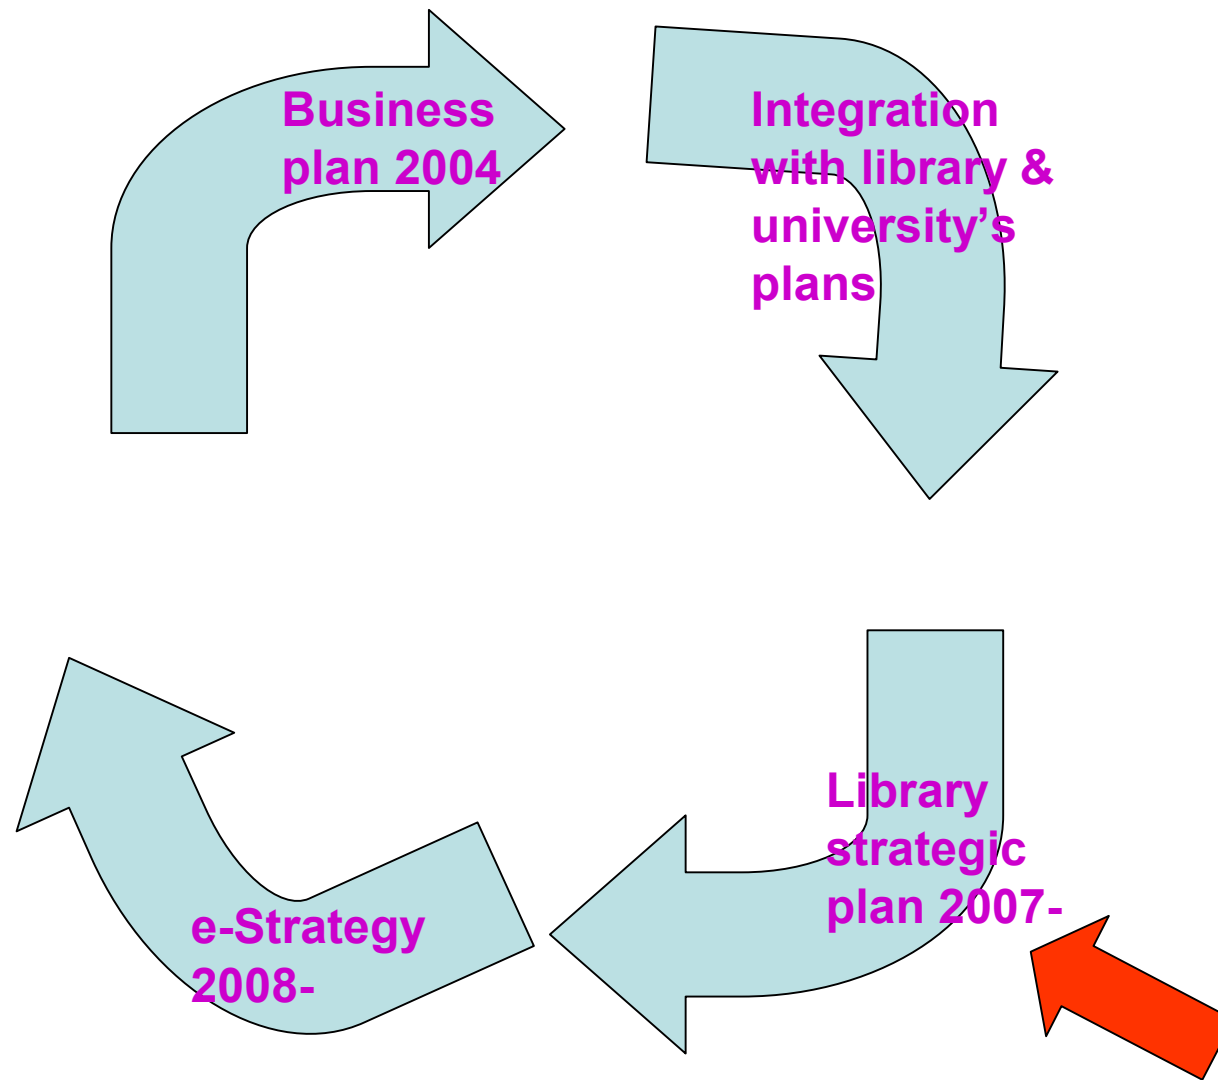 Business
plan 2004
Integration
with library &
university’s
plans
Library
strategic
plan 2007-
e-Strategy
2008-